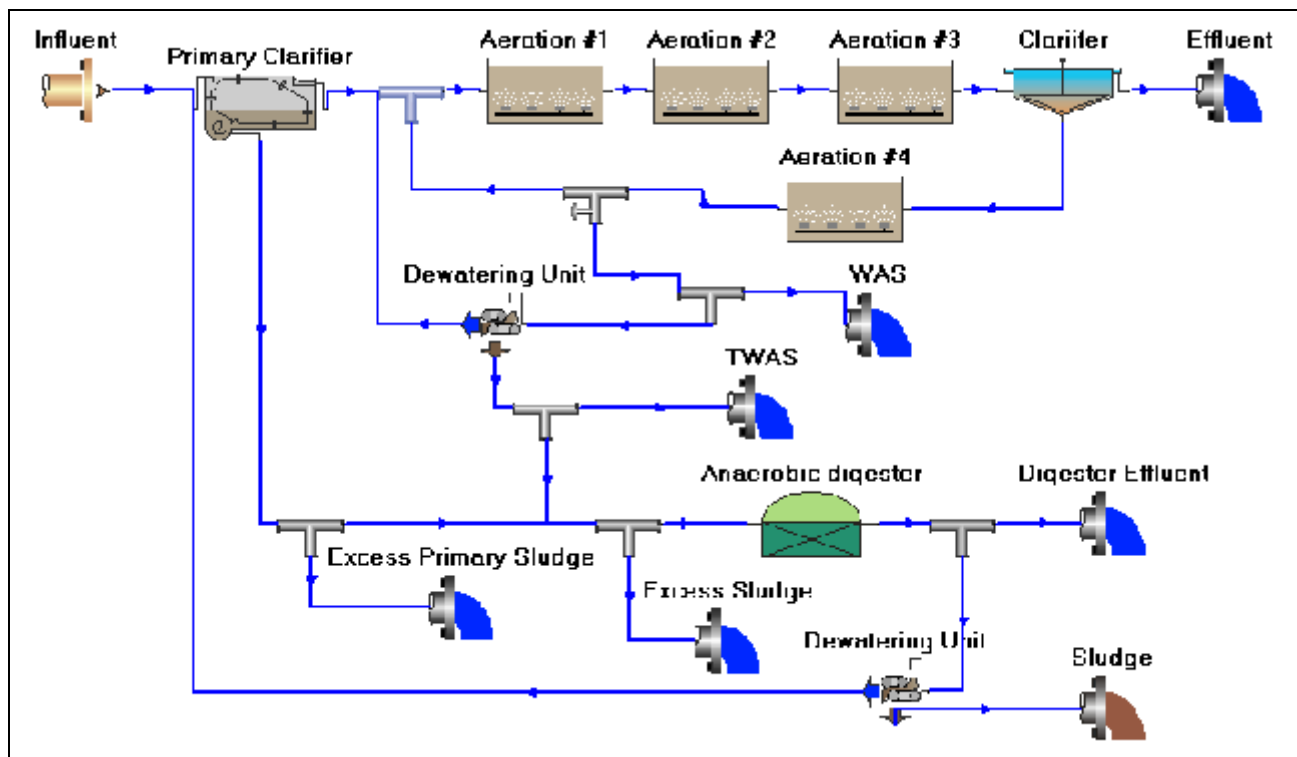 Influent
Primary Clarifier
Aeration #1
Aeration #2
Aeration #3
Clariifer
Effluent
Aeration #4
Dewatering Unit
WAS
TWAS
Anaerobic digester
Digester Effluent
Excess Primary Sludge
Excess Sludge
Dewatering Unit
Sludge